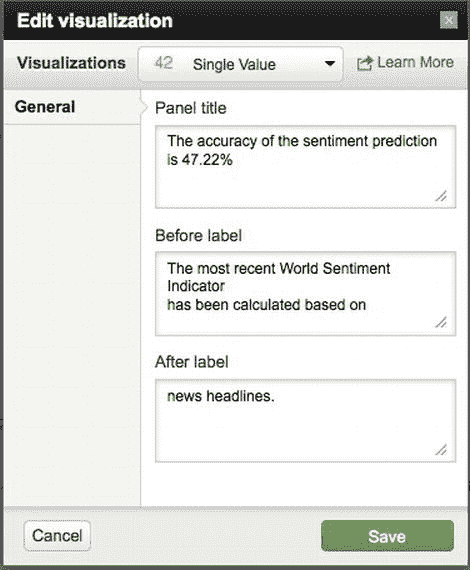 Edit visualization
Visualizations 42 Single Value Learn More
General
Panel title
The accuracy of the sentiment prediction
is 47.22%
Before label
The most recent World Sentiment
Indicator
has been calculated based on
After label
news headlines.
Cancel Save